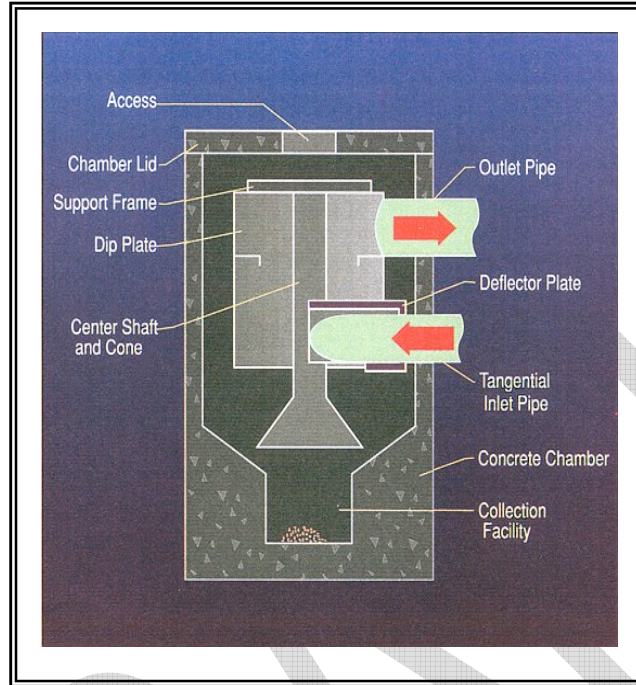 Access
Chamber Lid
Support Frame
Dip Plate
Center Shaft
and Cone
Outlet Pipe
Deflector Plate
Tangential
Inlet Pipe
Concrete Chamber
Collection
Facility